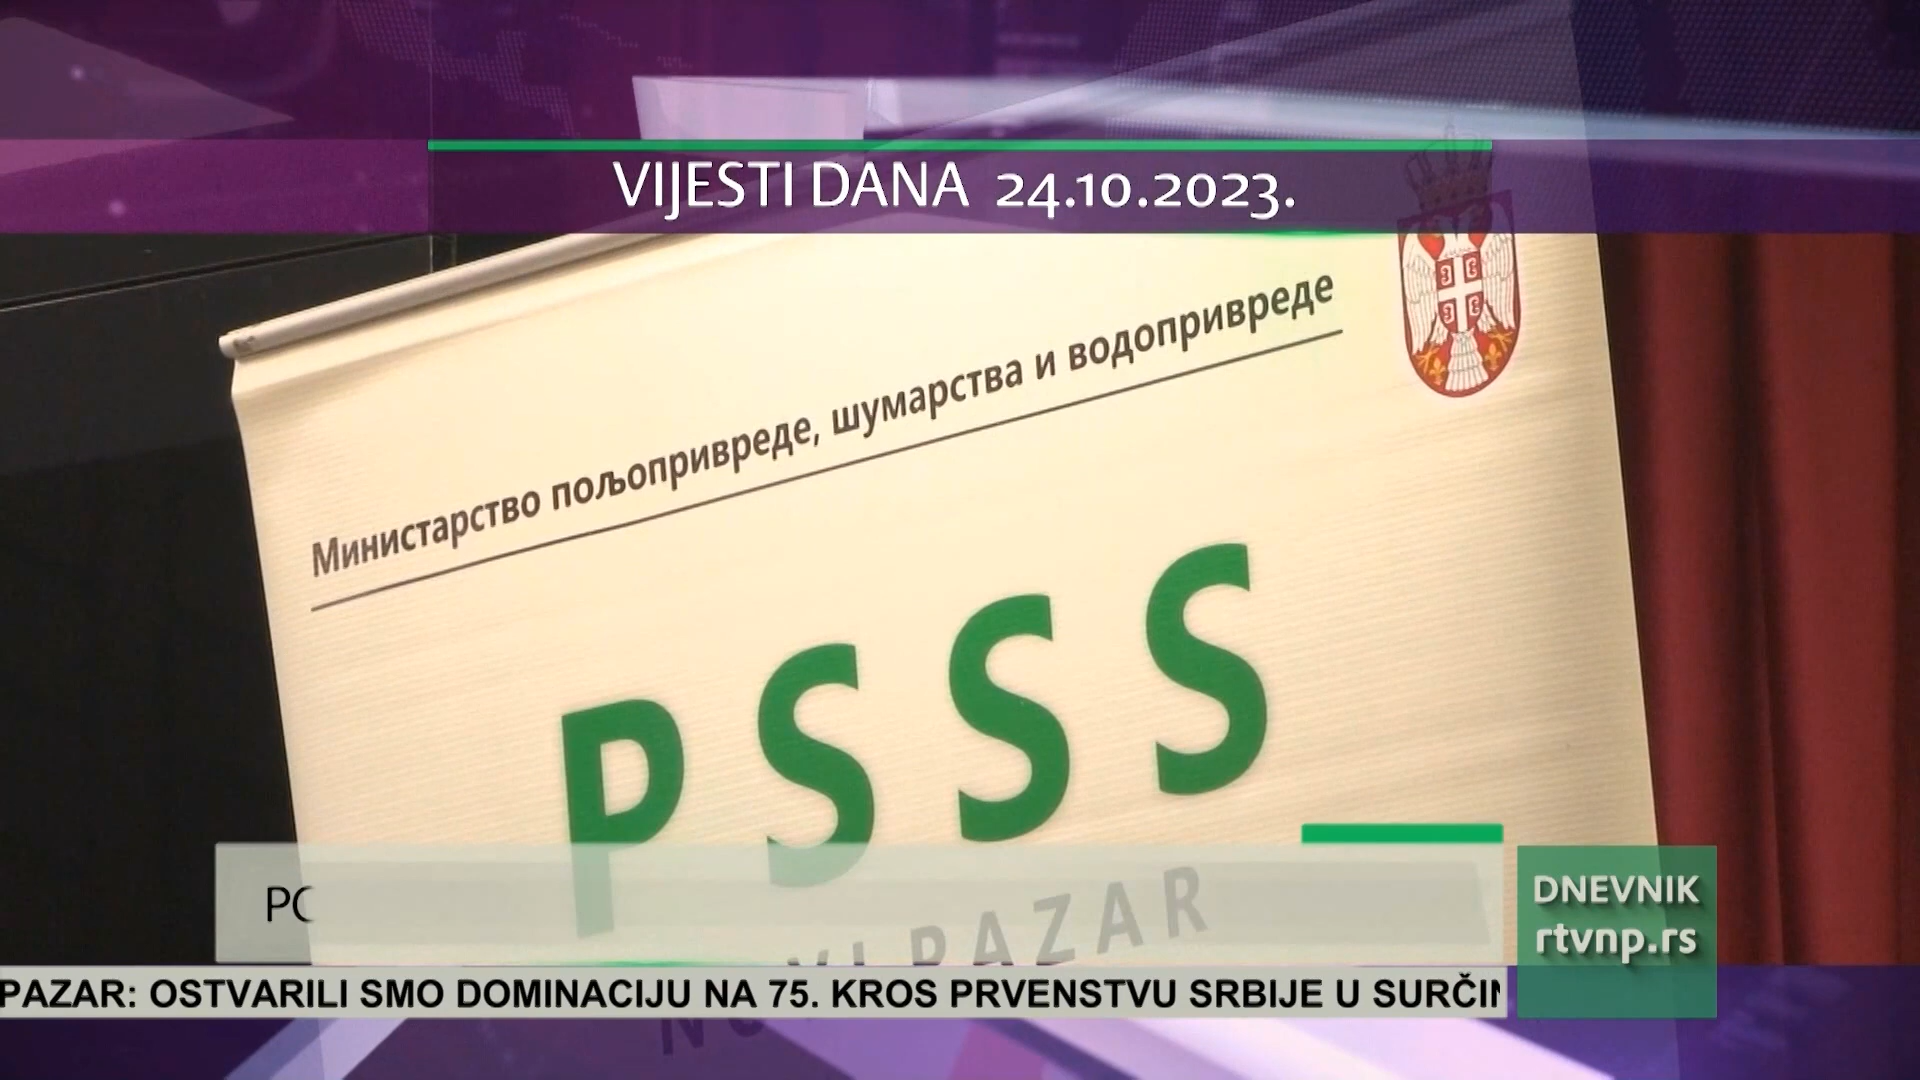 VIJESTI DANA 24.10.2023.
Министарство пољопривреде, шумарства и водопривреде
PSSS
NOVI PAZAR
DNEVNIK
rtvnp.rs
PAZAR: OSTVARILI SMO DOMINACIJU NA 75. KROS PRVENSTVU SRBIJE U